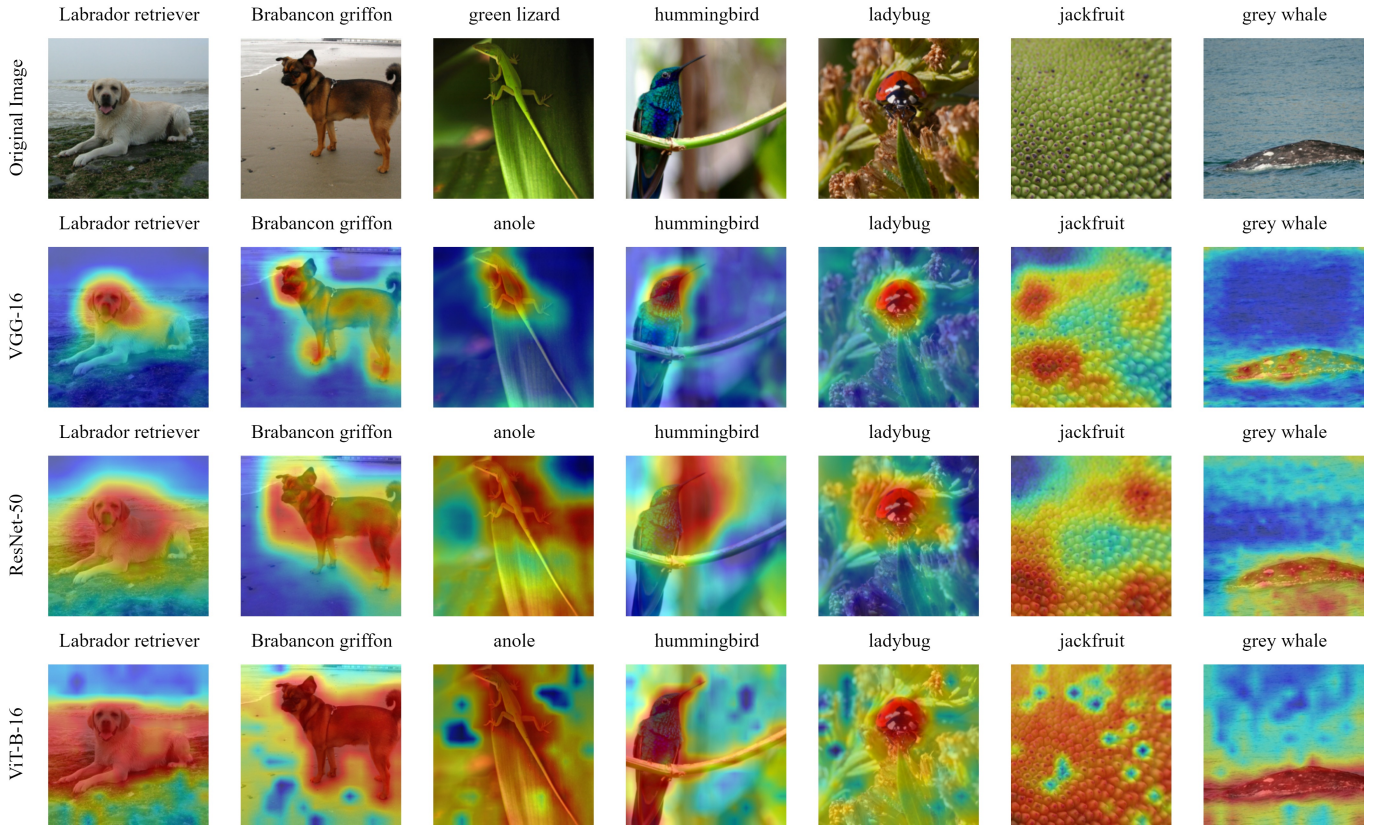 Labrador retriever Brabancon griffon green lizard hummingbird ladybug jackfruit grey whale
Original Image
Labrador retriever Brabancon griffon anole hummingbird ladybug jackfruit grey whale
VGG-16
Labrador retriever Brabancon griffon anole hummingbird ladybug jackfruit grey whale
ResNet-50
Labrador retriever Brabancon griffon anole hummingbird ladybug jackfruit grey whale
ViT-B-16